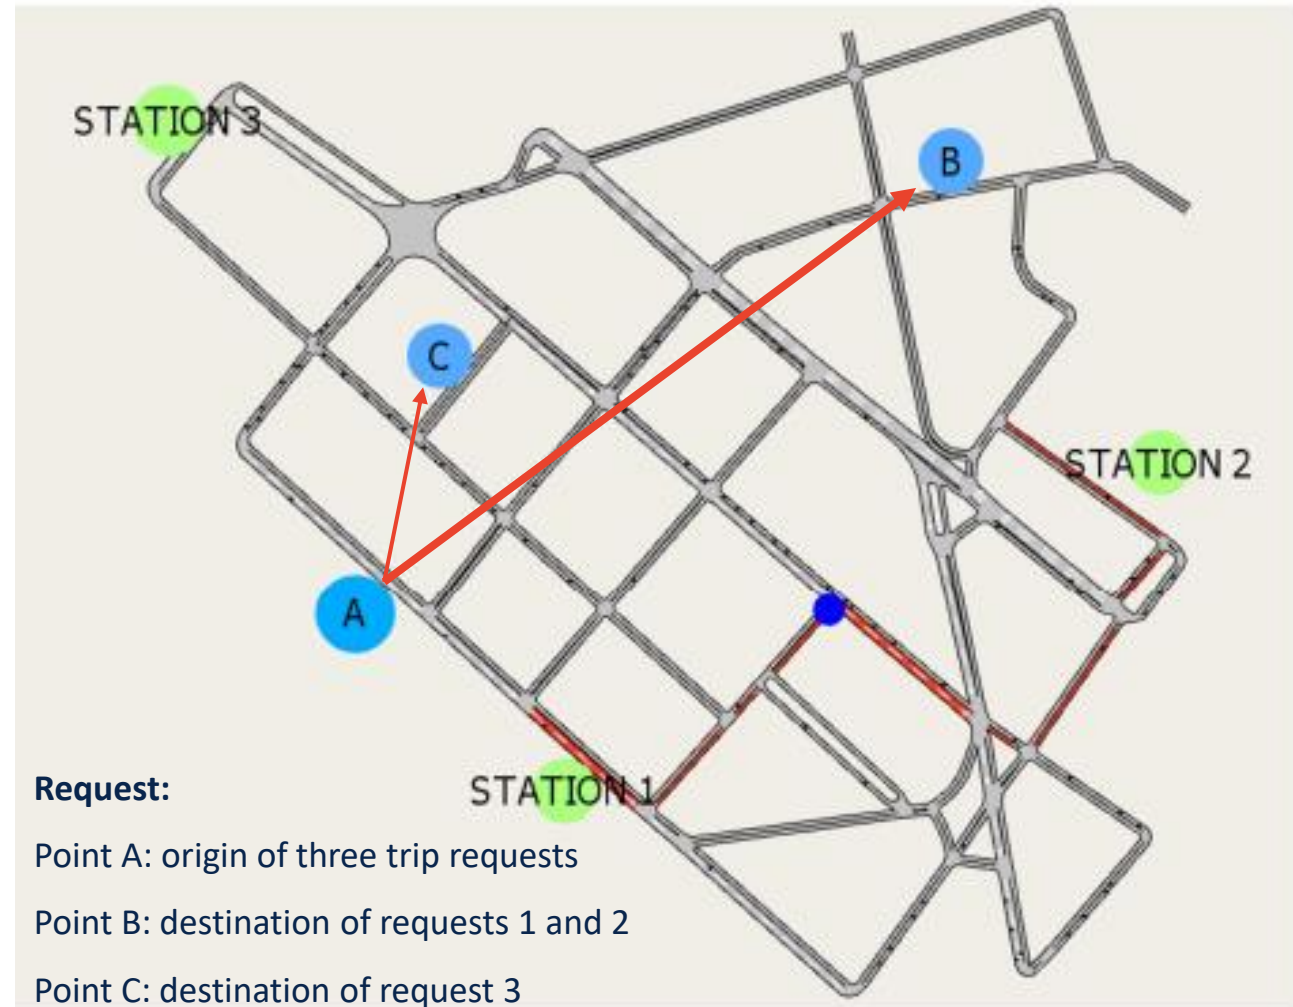 STATION 3
B
C
STATION 2
A
STATION 1
Request:
Point A: origin of three trip requests
Point B: destination of requests 1 and 2
Point C: destination of request 3